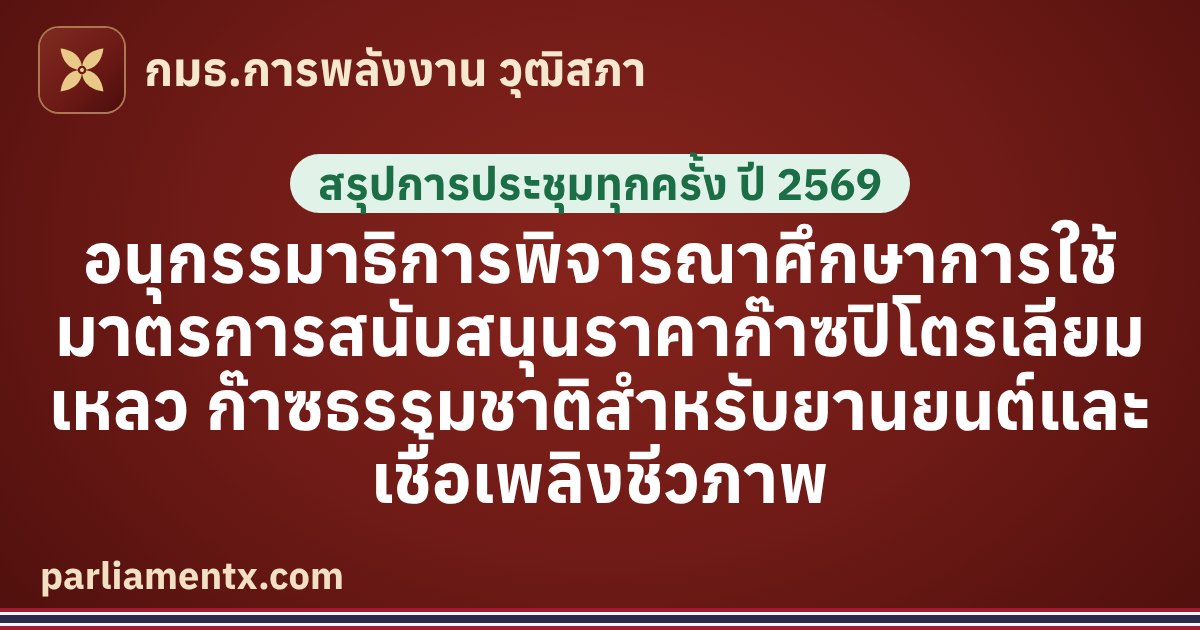 กมธ.การพลังงาน วุฒิสภา
สรุปการประชุมทุกครั้ง ปี 2569
อนุกรรมาธิการพิจารณาศึกษาการใช้
มาตรการสนับสนุนราคาก๊าซปิโตรเลียม
เหลว ก๊าซธรรมชาติสำหรับยานยนต์และ
เชื้อเพลิงชีวภาพ
parliamentx.com